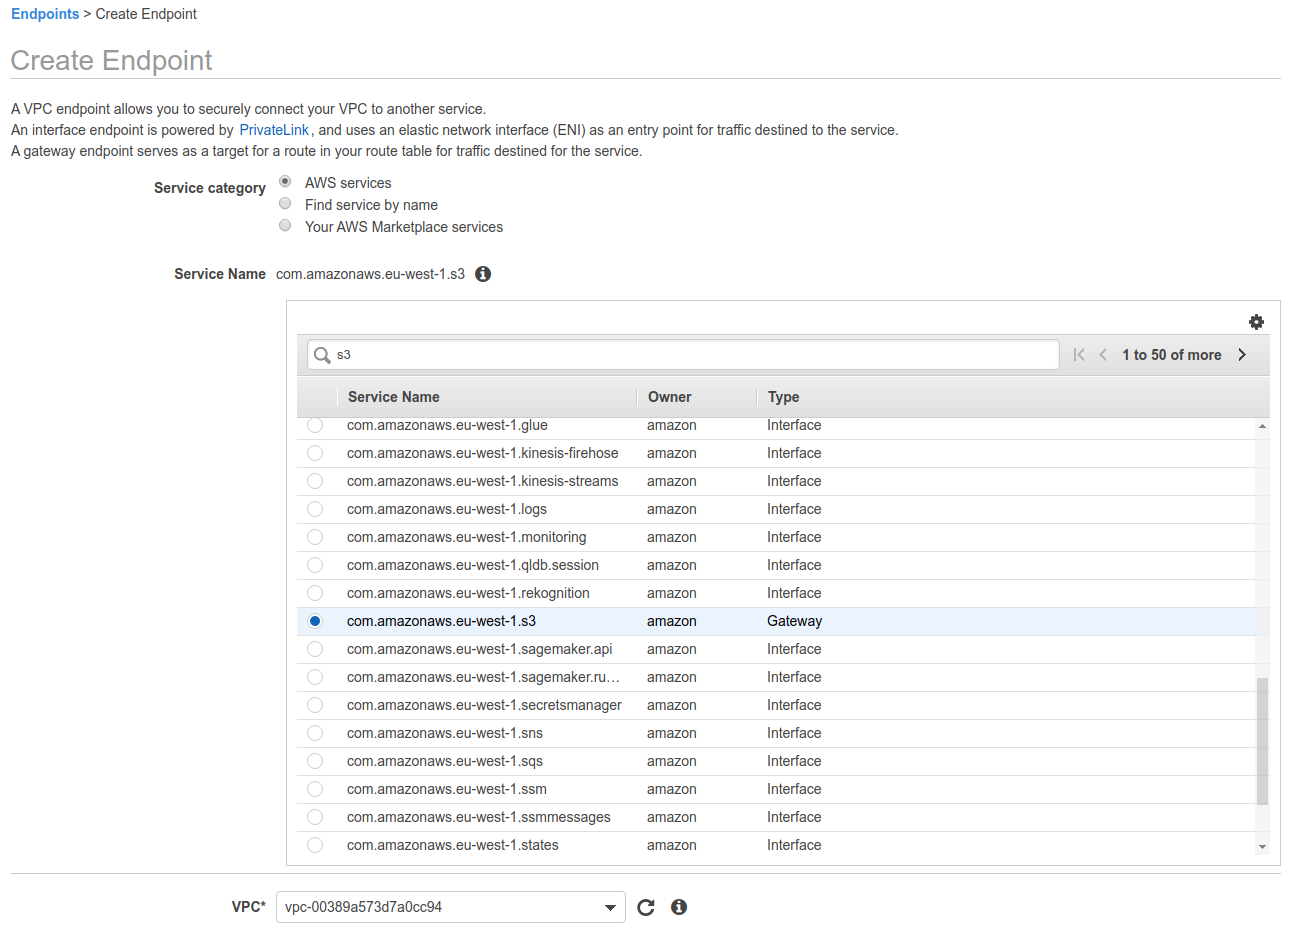 Endpoints > Create Endpoint
Create Endpoint
A VPC endpoint allows you to securely connect your VPC to another service.
An interface endpoint is powered by PrivateLink, and uses an elastic network interface (ENI) as an entry point for traffic destined to the service.
A gateway endpoint serves as a target for a route in your route table for traffic destined for the service.
Service category AWS services
Find service by name
Your AWS Marketplace services
Service Name com.amazonaws.eu-west-1.s3
s3 1 to 50 of more
Service Name Owner Type
com.amazonaws.eu-west-1.glue amazon Interface
com.amazonaws.eu-west-1.kinesis-firehose amazon Interface
com.amazonaws.eu-west-1.kinesis-streams amazon Interface
com.amazonaws.eu-west-1.logs amazon Interface
com.amazonaws.eu-west-1.monitoring amazon Interface
com.amazonaws.eu-west-1.qldb.session amazon Interface
com.amazonaws.eu-west-1.rekognition amazon Interface
com.amazonaws.eu-west-1.s3 amazon Gateway
com.amazonaws.eu-west-1.sagemaker.api amazon Interface
com.amazonaws.eu-west-1.sagemaker.ru… amazon Interface
com.amazonaws.eu-west-1.secretsmanager amazon Interface
com.amazonaws.eu-west-1.sns amazon Interface
com.amazonaws.eu-west-1.sqs amazon Interface
com.amazonaws.eu-west-1.ssm amazon Interface
com.amazonaws.eu-west-1.ssmmessages amazon Interface
com.amazonaws.eu-west-1.states amazon Interface
VPC* vpc-00389a573d7a0cc94